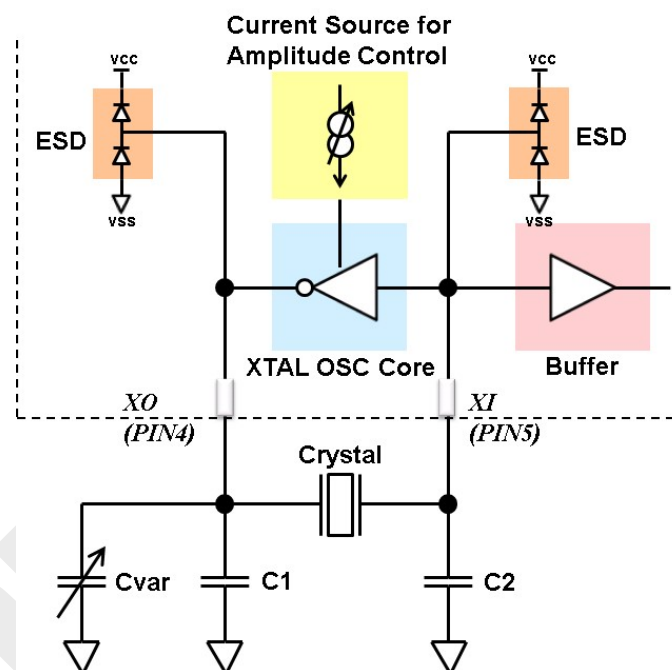 Current Source for
Amplitude Control
vcc
vcc
ESD
ESD
vss
vss
XTAL OSC Core
Buffer
XO
(PIN4)
XI
(PIN5)
Crystal
Cvar
C1
C2